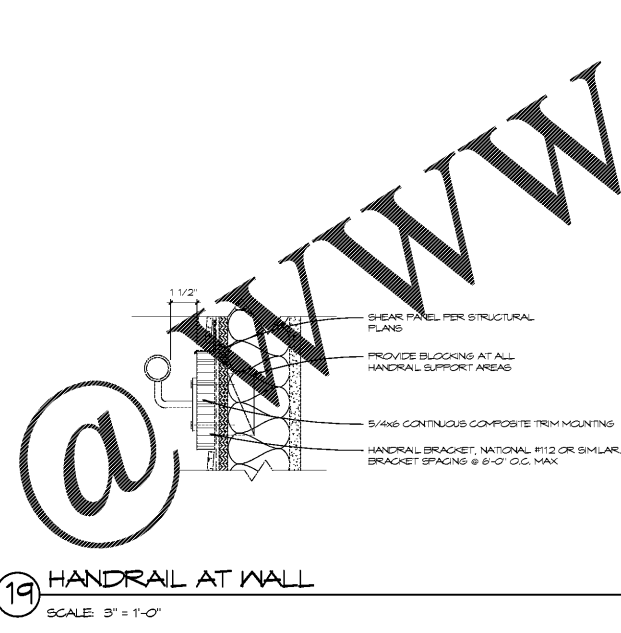 @WWW
1 1/2"
SHEAR PANEL PER STRUCTURAL
PLANS
PROVIDE BLOCKING AT ALL
HANDRAIL SUPPORT AREAS
5/4x6 CONTINUOUS COMPOSITE TRIM MOUNTING
HANDRAIL BRACKET, NATIONAL #112 OR SIMILAR.
BRACKET SPACING @ 6'-0" O.C. MAX
19 HANDRAIL AT WALL
SCALE: 3" = 1'-0"